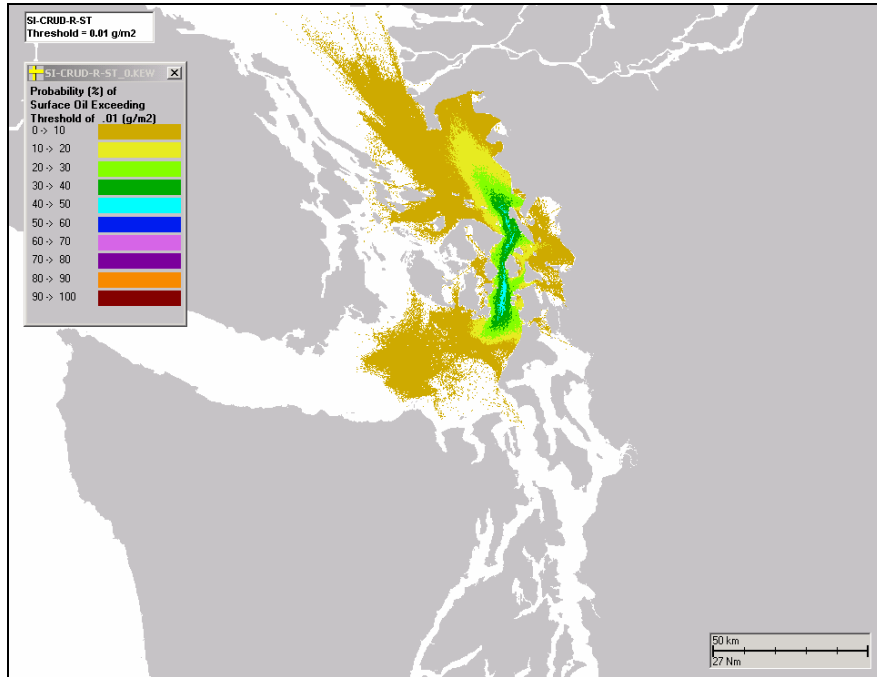 SI-CRUD-R-ST
Threshold = 0.01 g/m2
SI-CRUD-R-ST_0.KEW
Probability (%) of
Surface Oil Exceeding
Threshold of .01 (g/m2)
0 -> 10
10 -> 20
20 -> 30
30 -> 40
40 -> 50
50 -> 60
60 -> 70
70 -> 80
80 -> 90
90 -> 100
50 km
27 Nm